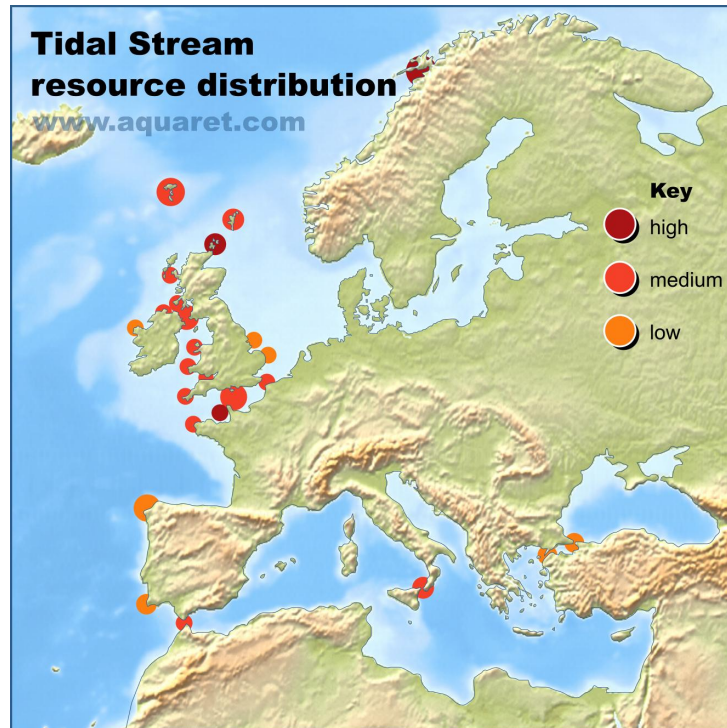 Tidal Stream
resource distribution
www.aquaret.com
Key
high
medium
low